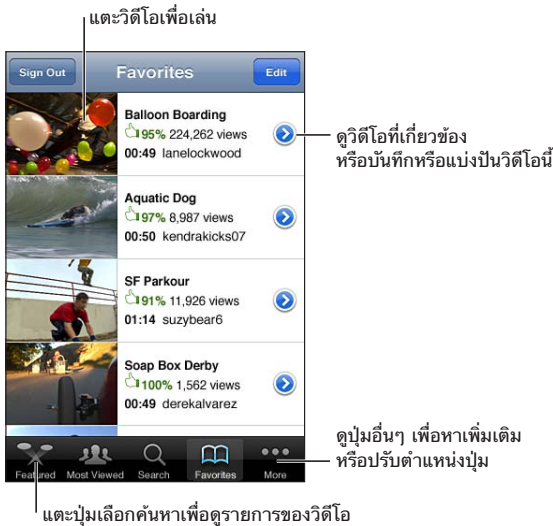 แตะวิดีโอเพื่อเล่น
Sign Out
Favorites
Edit
Balloon Boarding
95% 224,262 views
00:49 lanelockwood
ดูวิดีโอที่เกี่ยวข้อง
หรือบันทึกหรือแบ่งปันวิดีโอนี้
Aquatic Dog
97% 8,987 views
00:50 kendrakicks07
SF Parkour
91% 11,926 views
01:14 suzybear6
Soap Box Derby
100% 1,562 views
00:49 derekalvarez
ดูปุ่มอื่นๆ เพื่อหาเพิ่มเติม
หรือปรับตำแหน่งปุ่ม
Featured Most Viewed Search Favorites More
แตะปุ่มเลือกค้นหาเพื่อดูรายการของวิดีโอ